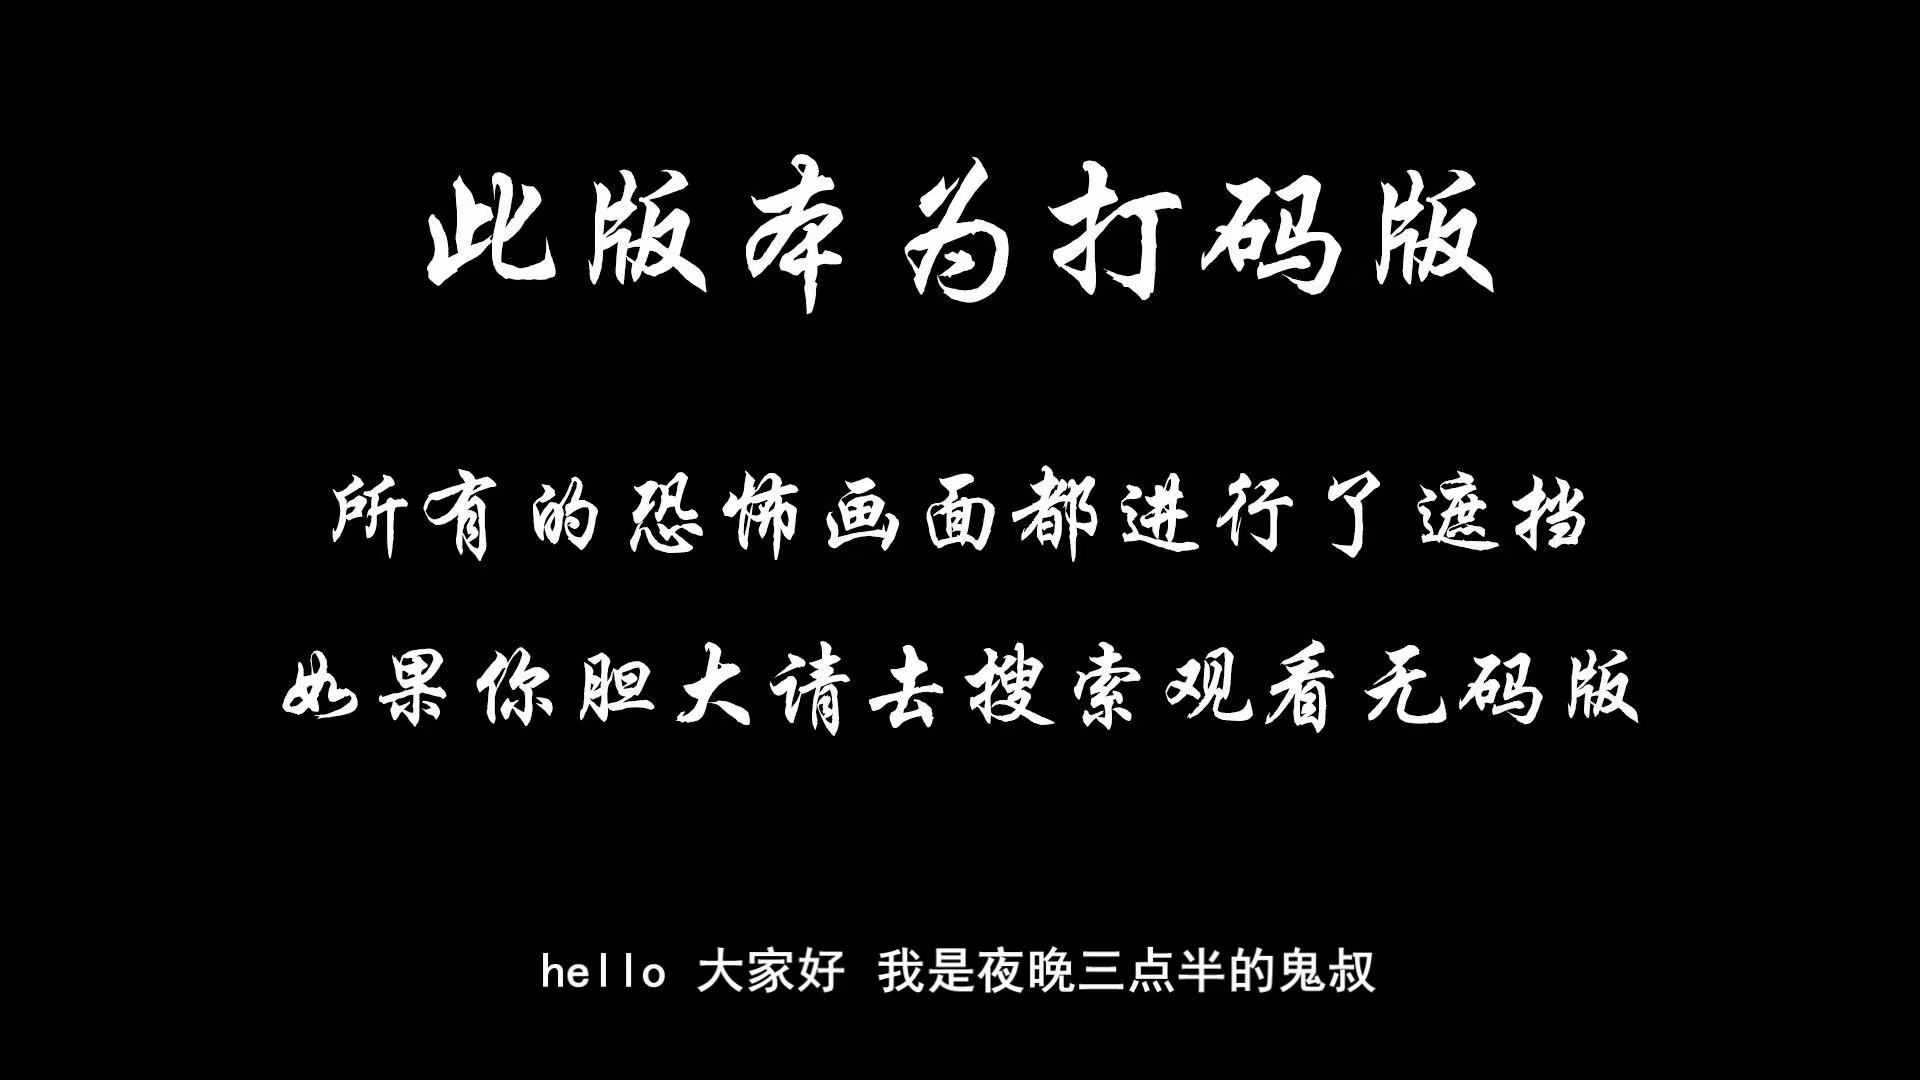 此版本为打码版
所有的恐怖画面都进行了遮挡
如果你胆大请去搜索观看无码版
hello 大家好 我是夜晚三点半的鬼叔